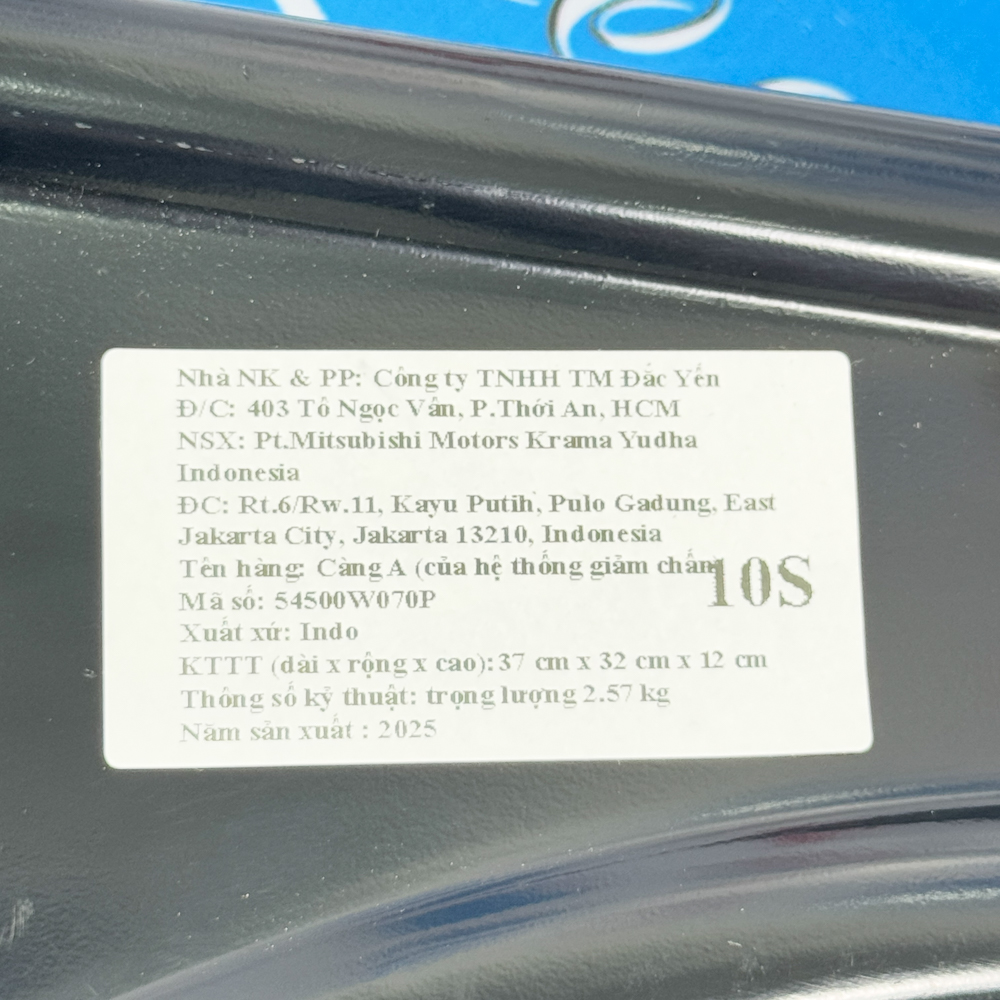 Nhà NK & PP: Công ty TNHH TM Đắc Yến
Đ/C: 403 Tô Ngọc Vân, P.Thới An, HCM
NSX: Pt.Mitsubishi Motors Krama Yudha
Indonesia
ĐC: Rt.6/Rw.11, Kayu Putih, Pulo Gadung, East
Jakarta City, Jakarta 13210, Indonesia
Tên hàng: Càng A (của hệ thống giảm chấn)
10S
Mã số: 54500W070P
Xuất xứ: Indo
KTTT (dài x rộng x cao): 37 cm x 32 cm x 12 cm
Thông số kỹ thuật: trọng lượng 2.57 kg
Năm sản xuất : 2025